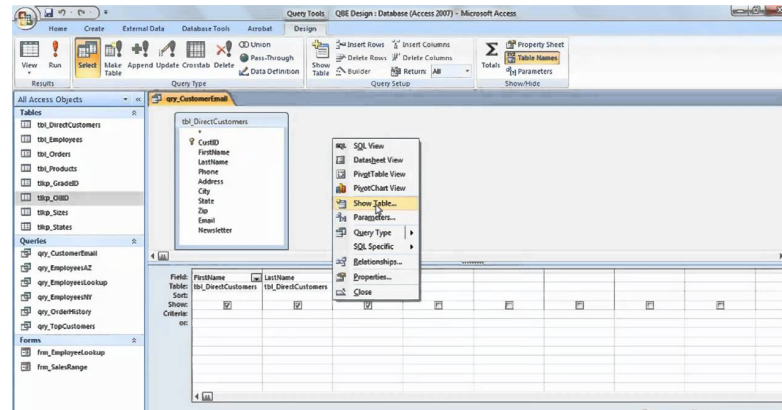 Query Tools QBE Design : Database (Access 2007) - Microsoft Access
Home Create External Data Database Tools Acrobat Design
View
Run
Select
Make Table
Append
Update
Crosstab
Delete
Union
Pass-Through
Data Definition
Show Table
Insert Rows
Delete Rows
Builder
Insert Columns
Delete Columns
Return: All
Totals
Property Sheet
Table Names
Parameters
Results Query Type Query Setup Show/Hide
All Access Objects
qry_CustomerEmail
Tables
tbl_DirectCustomers
tbl_Employees
tbl_Orders
tbl_Products
tlkp_GradeID
tlkp_OilID
tlkp_Sizes
tlkp_States
Queries
qry_CustomerEmail
qry_EmployeesAZ
qry_EmployeesLookup
qry_EmployeesNY
qry_OrderHistory
qry_TopCustomers
Forms
frm_EmployeeLookup
frm_SalesRange
tbl_DirectCustomers
*
CustID
FirstName
LastName
Phone
Address
City
State
Zip
Email
Newsletter
SQL View
Datasheet View
PivotTable View
PivotChart View
Show Table...
Parameters...
Query Type
SQL Specific
Relationships...
Properties...
Close
Field: FirstName LastName
Table: tbl_DirectCustomers tbl_DirectCustomers
Sort:
Show:
Criteria:
or: